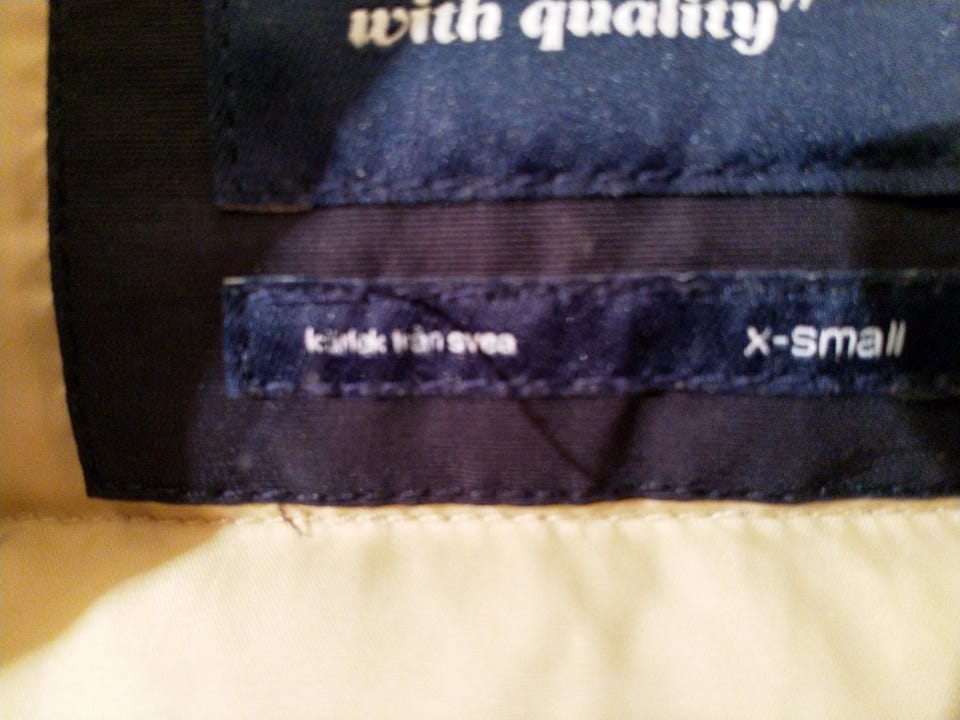 with quality"
kärlek från svea
x-small